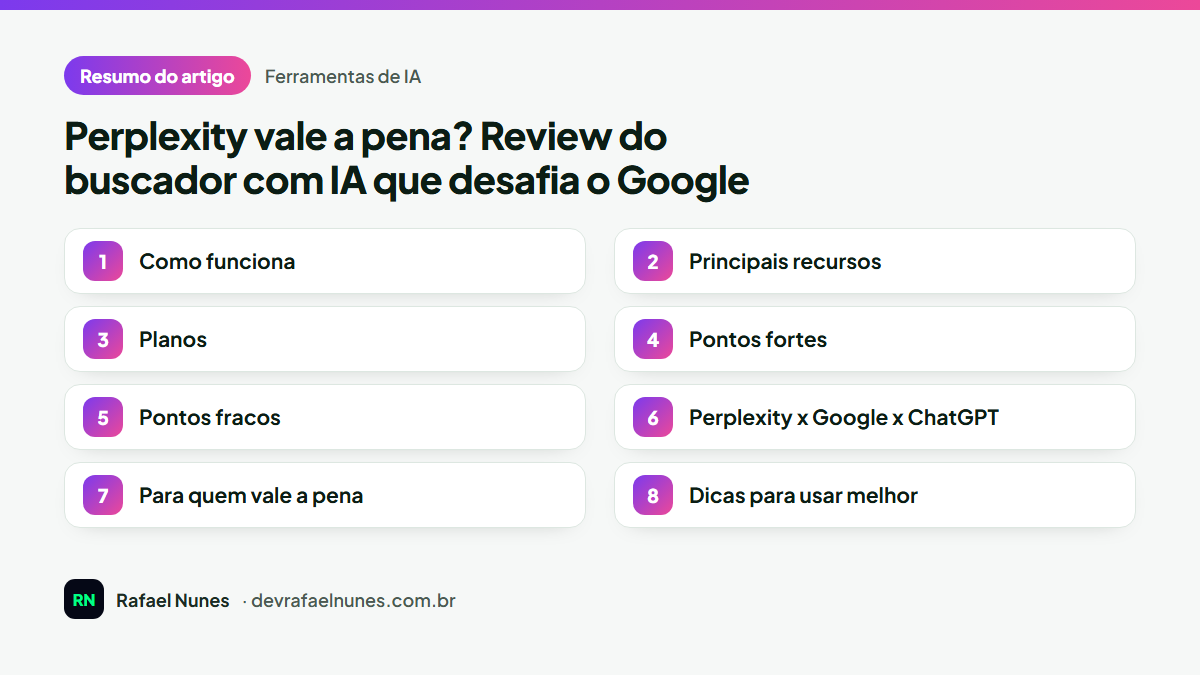 Resumo do artigo
Ferramentas de IA
Perplexity vale a pena? Review do
buscador com IA que desafia o Google
1 Como funciona
2 Principais recursos
3 Planos
4 Pontos fortes
5 Pontos fracos
6 Perplexity x Google x ChatGPT
7 Para quem vale a pena
8 Dicas para usar melhor
RN Rafael Nunes · devrafaelnunes.com.br